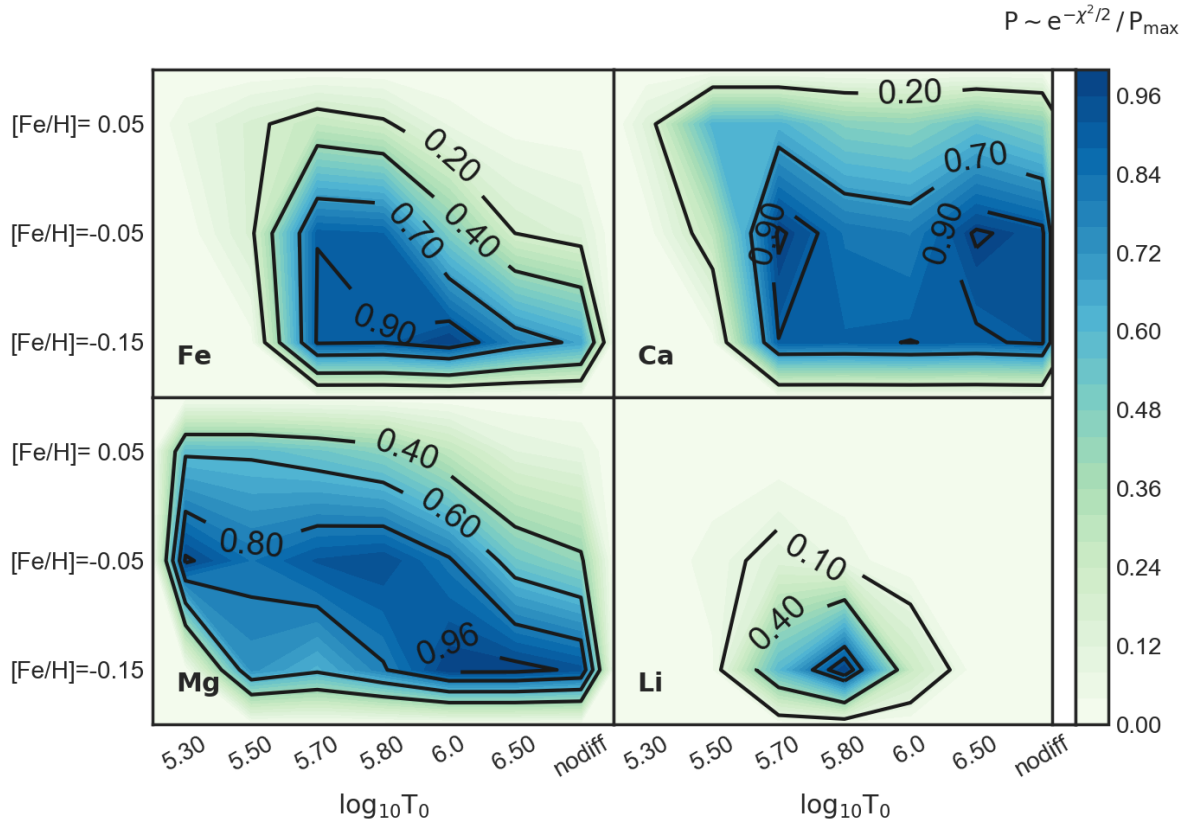 P ~ e^{-χ²/2} / P_max
[Fe/H]= 0.05
[Fe/H]=-0.05
[Fe/H]=-0.15
0.20
0.40
0.70
0.90
Fe
0.20
0.70
0.90
0.90
Ca
[Fe/H]= 0.05
[Fe/H]=-0.05
[Fe/H]=-0.15
0.40
0.60
0.80
0.96
Mg
0.10
0.40
Li
0.96
0.84
0.72
0.60
0.48
0.36
0.24
0.12
0.00
5.30 5.50 5.70 5.80 6.0 6.50 nodiff
5.30 5.50 5.70 5.80 6.0 6.50 nodiff
log₁₀T₀
log₁₀T₀